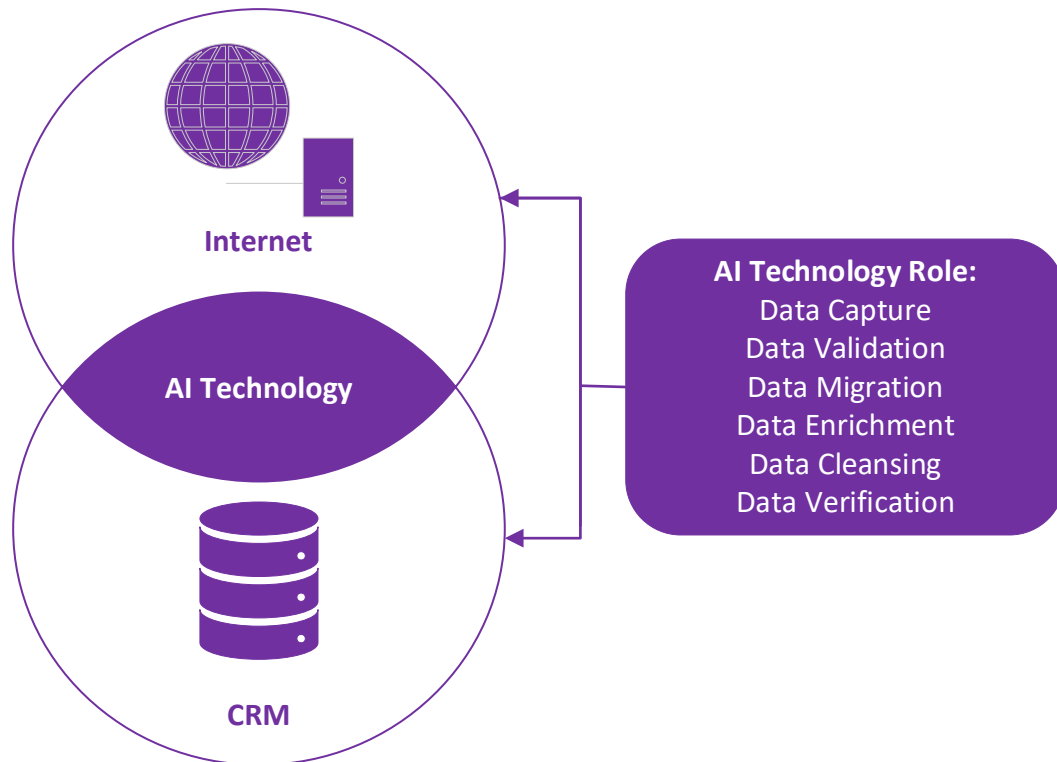 Internet
AI Technology
CRM
AI Technology Role:
Data Capture
Data Validation
Data Migration
Data Enrichment
Data Cleansing
Data Verification